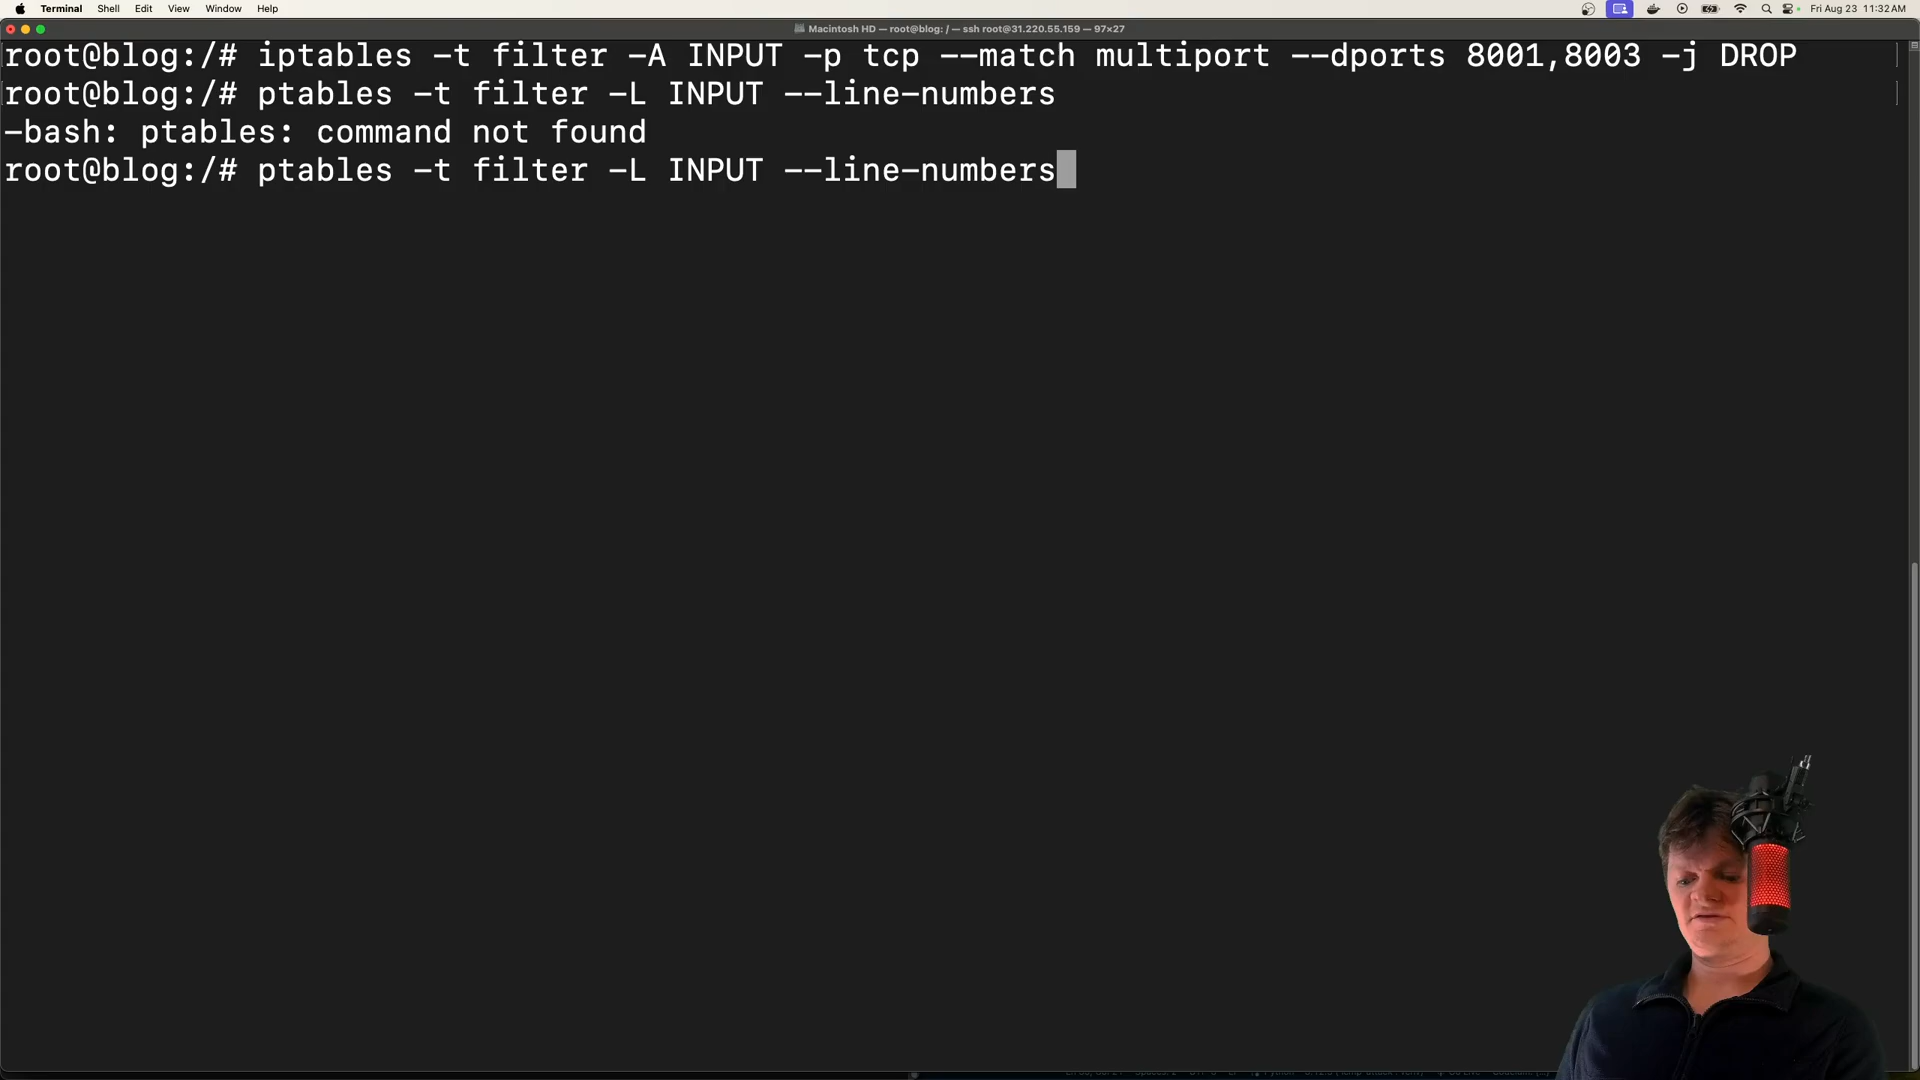 Terminal Shell Edit View Window Help Fri Aug 23 11:32 AM
Macintosh HD — root@blog: / — ssh root@31.220.55.159 — 97×27
root@blog:/# iptables -t filter -A INPUT -p tcp --match multiport --dports 8001,8003 -j DROP
root@blog:/# ptables -t filter -L INPUT --line-numbers
-bash: ptables: command not found
root@blog:/# ptables -t filter -L INPUT --line-numbers